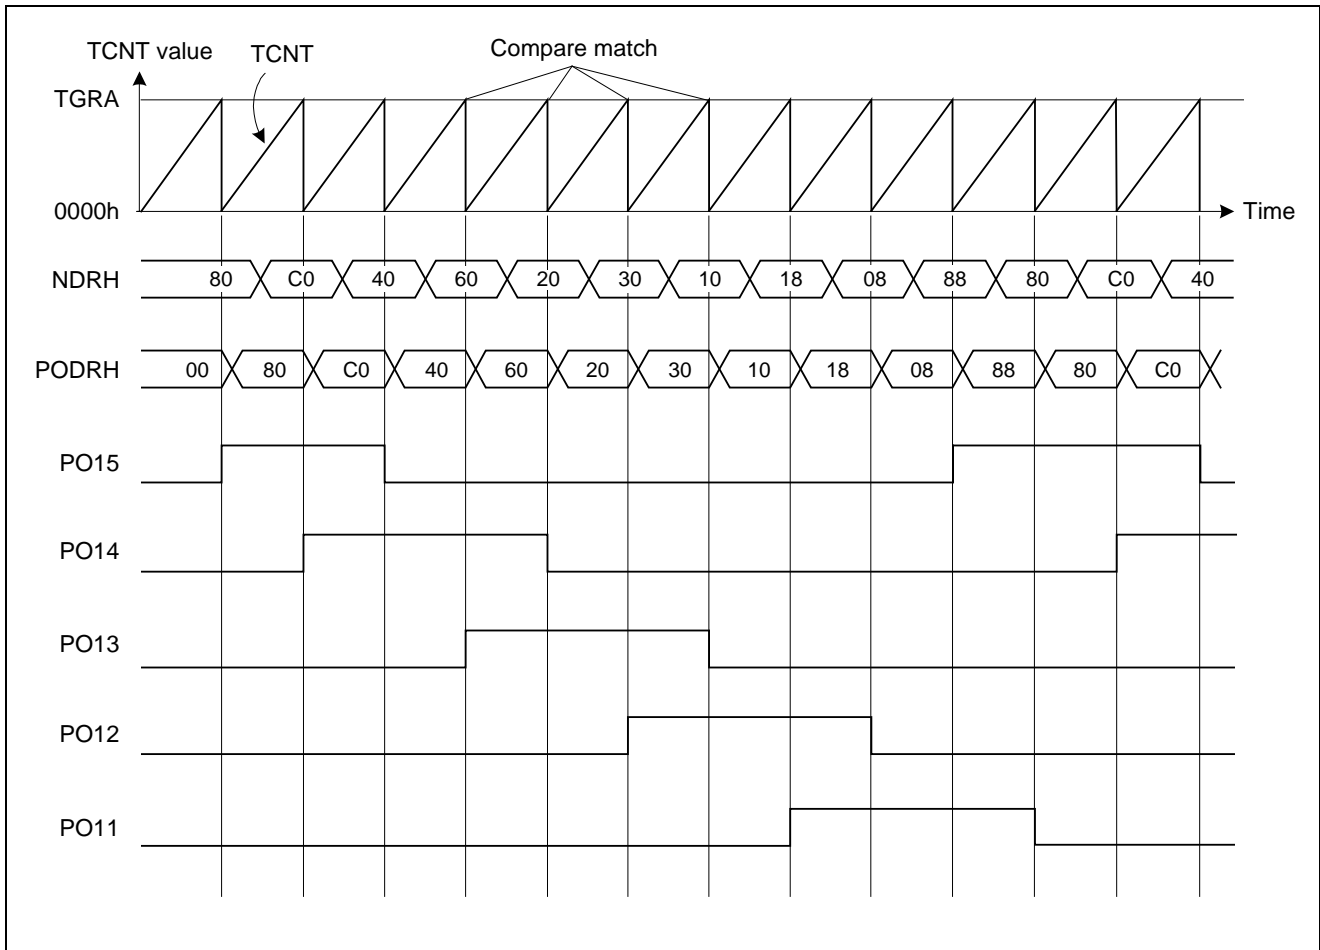 TCNT value TCNT Compare match
TGRA
0000h Time
NDRH 80 C0 40 60 20 30 10 18 08 88 80 C0 40
PODRH 00 80 C0 40 60 20 30 10 18 08 88 80 C0
PO15
PO14
PO13
PO12
PO11